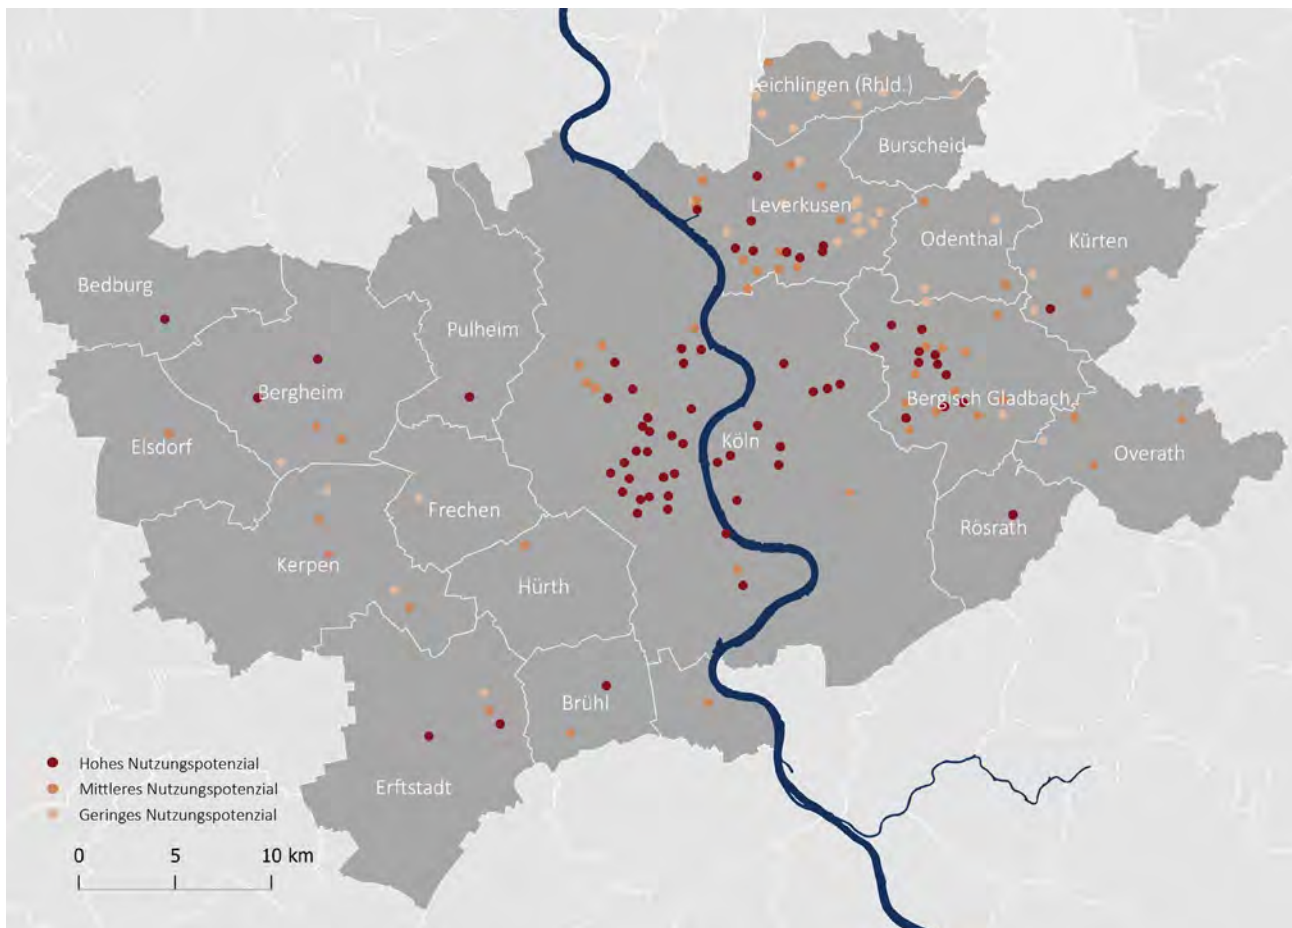 Leichlingen (Rhld.)
Burscheid
Leverkusen
Odenthal
Kürten
Bedburg
Pulheim
Bergheim
Bergisch Gladbach
Elsdorf
Köln
Overath
Frechen
Rösrath
Kerpen
Hürth
Brühl
Erftstadt
Hohes Nutzungspotenzial
Mittleres Nutzungspotenzial
Geringes Nutzungspotenzial
0 5 10 km